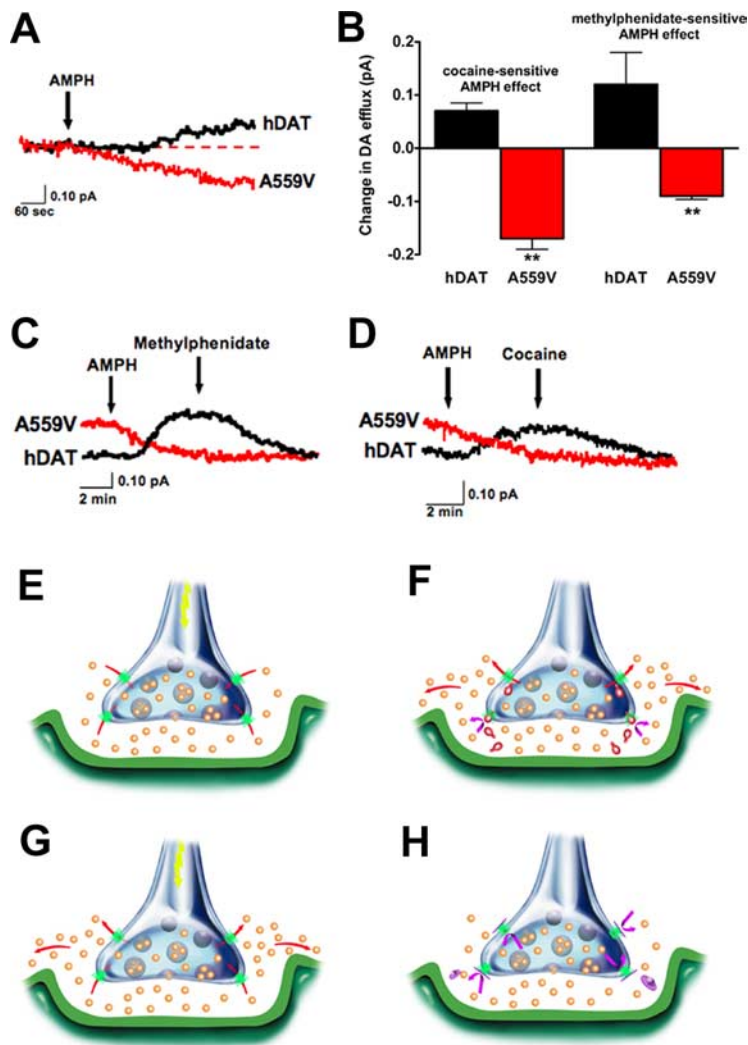 A
AMPH
hDAT
A559V
0.10 pA
60 sec
B
methylphenidate-sensitive
AMPH effect
cocaine-sensitive
AMPH effect
Change in DA efflux (pA)
0.2
0.1
0.0
-0.1
-0.2
**
**
hDAT A559V hDAT A559V
C
Methylphenidate
AMPH
A559V
hDAT
0.10 pA
2 min
D
AMPH Cocaine
A559V
hDAT
0.10 pA
2 min
E
F
G
H